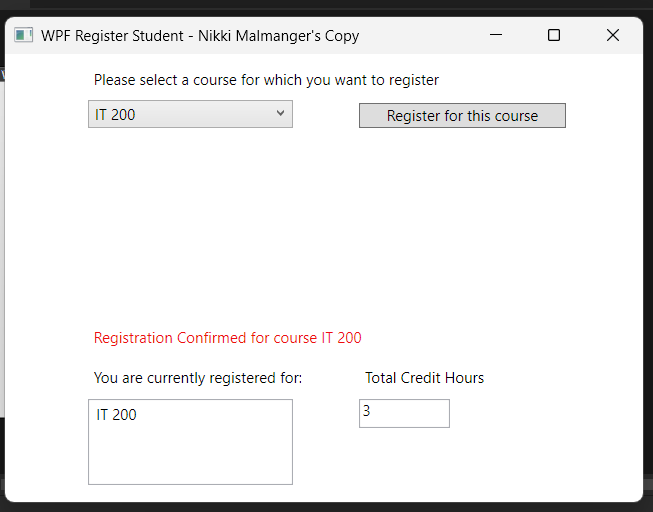 WPF Register Student - Nikki Malmanger's Copy
Please select a course for which you want to register
IT 200
Register for this course
Registration Confirmed for course IT 200
You are currently registered for:
Total Credit Hours
IT 200
3